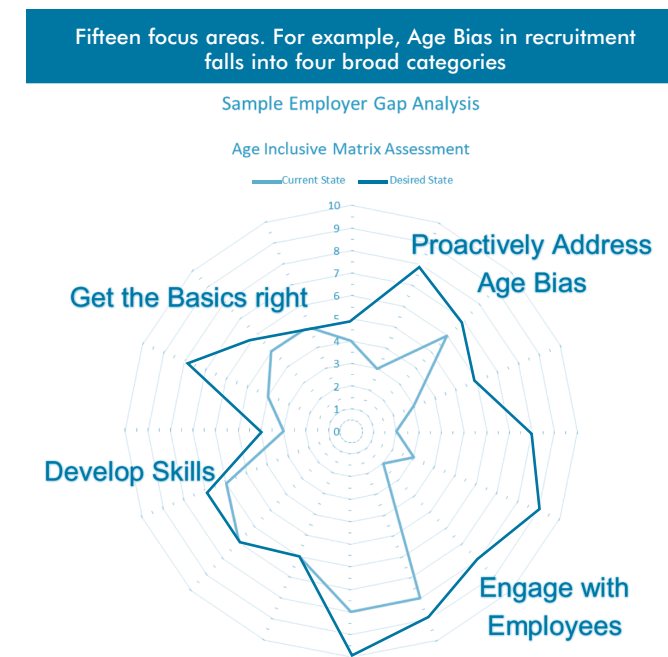 Fifteen focus areas. For example, Age Bias in recruitment
falls into four broad categories
Sample Employer Gap Analysis
Age Inclusive Matrix Assessment
Current State
Desired State
10
9
8
7
6
5
4
3
2
1
0
Proactively Address
Age Bias
Get the Basics right
Develop Skills
Engage with
Employees